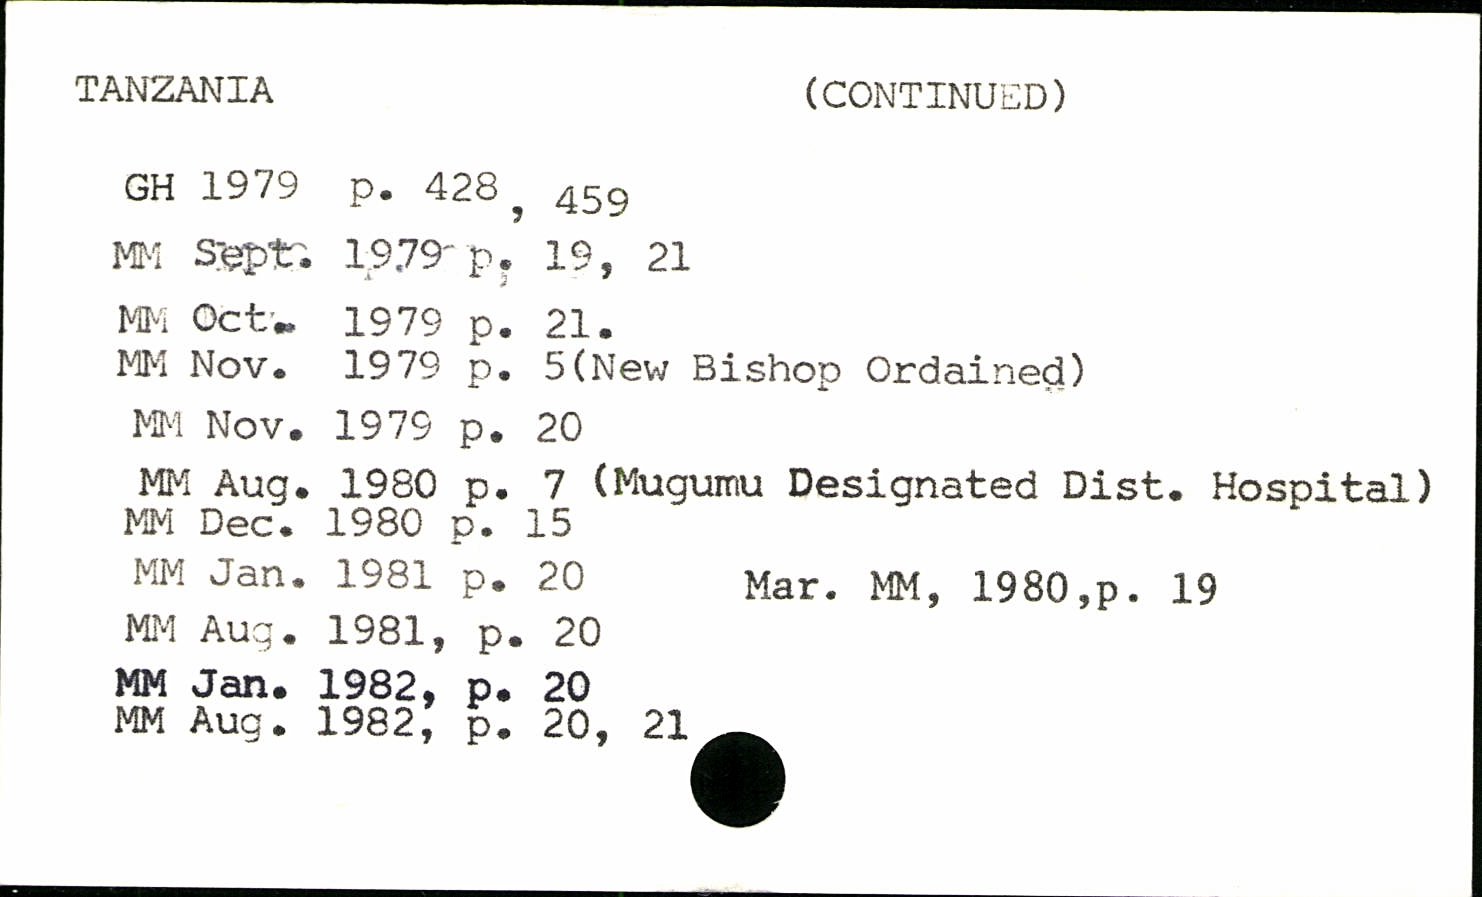 TANZANIA (CONTINUED)
GH 1979 p. 428, 459
MM Sept. 1979 p. 19, 21
MM Oct. 1979 p. 21.
MM Nov. 1979 p. 5(New Bishop Ordained)
MM Nov. 1979 p. 20
MM Aug. 1980 p. 7 (Mugumu Designated Dist. Hospital)
MM Dec. 1980 p. 15
MM Jan. 1981 p. 20 Mar. MM, 1980,p. 19
MM Aug. 1981, p. 20
MM Jan. 1982, p. 20
MM Aug. 1982, p. 20, 21